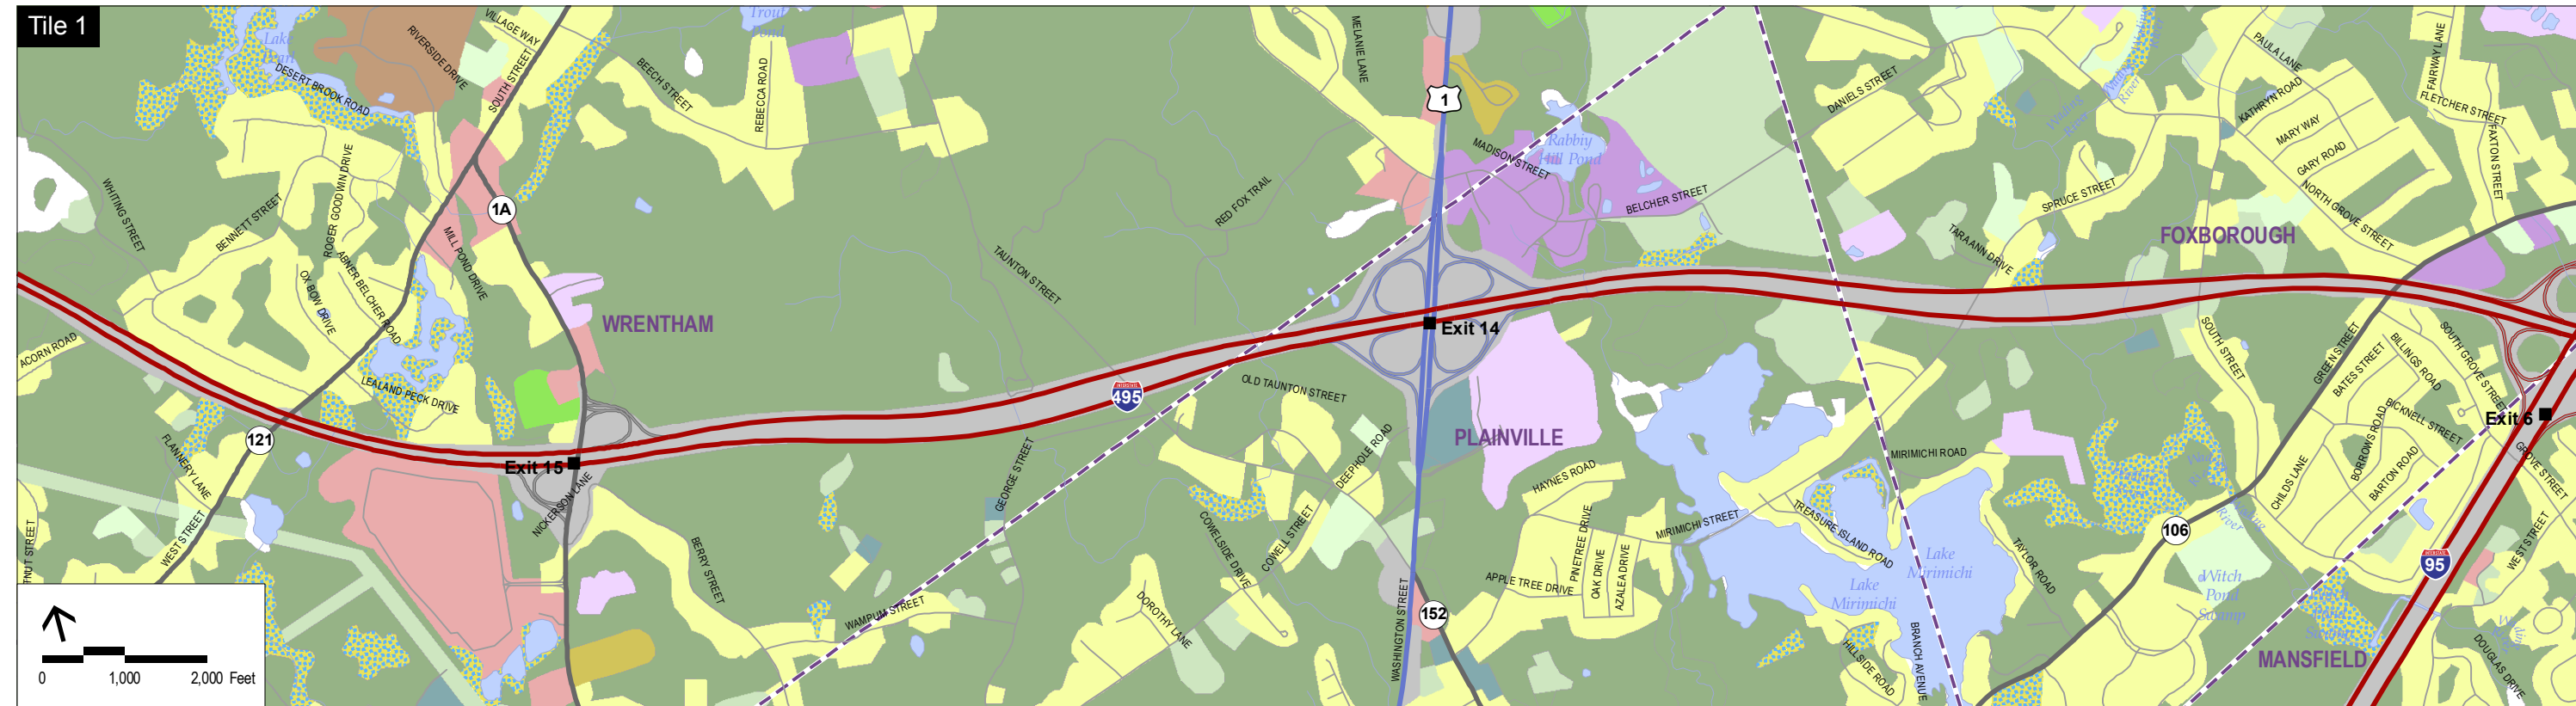 Tile 1
Lake
Pearl
RIVERSIDE DRIVE
VILLAGE WAY
SOUTH STREET
DESERT BROOK ROAD
BEECH STREET
Trout
Pond
REBECCA ROAD
MELANIE LANE
1
DANIELS STREET
PAULA LANE
KATHRYN ROAD
FAIRWAY LANE
FLETCHER STREET
FAXTON STREET
MARY WAY
GARY ROAD
NORTH GROVE STREET
Rabbiy
Hill Pond
MADISON STREET
BELCHER STREET
SPRUCE STREET
TARA ANN DRIVE
FOXBOROUGH
WHITING STREET
BENNETT STREET
ROGER GOODWIN DRIVE
ABNER BELCHER ROAD
OX BOW DRIVE
MILL POND DRIVE
1A
RED FOX TRAIL
TAUNTON STREET
WRENTHAM
Exit 14
ACORN ROAD
LEALAND PECK DRIVE
OLD TAUNTON STREET
INTERSTATE
495
SOUTH STREET
GREEN STREET
BATES STREET
BILLINGS ROAD
SOUTH GROVE STREET
BICKNELL STREET
Exit 6
GROVE STREET
121
FLANNERY LANE
Exit 15
NICKERSON LANE
GEORGE STREET
DEEPHOLE ROAD
PLAINVILLE
HAYNES ROAD
MIRIMICHI ROAD
CHILDS LANE
BORROWS ROAD
BARTON ROAD
WEST STREET
BERRY STREET
COWELSIDE DRIVE
COWELL STREET
MIRIMICHI STREET
TREASURE ISLAND ROAD
Lake
Mirimichi
Lake
Mirimichi
TAYLOR ROAD
106
Winding
River
INTERSTATE
95
WEST STREET
APPLE TREE DRIVE
PINETREE DRIVE
OAK DRIVE
AZALEA DRIVE
WAMPUM STREET
DOROTHY LANE
WASHINGTON STREET
152
HILLSIDE ROAD
BRANCH AVENUE
Witch
Pond
Swamp
MANSFIELD
DOUGLAS DRIVE
0 1,000 2,000 Feet